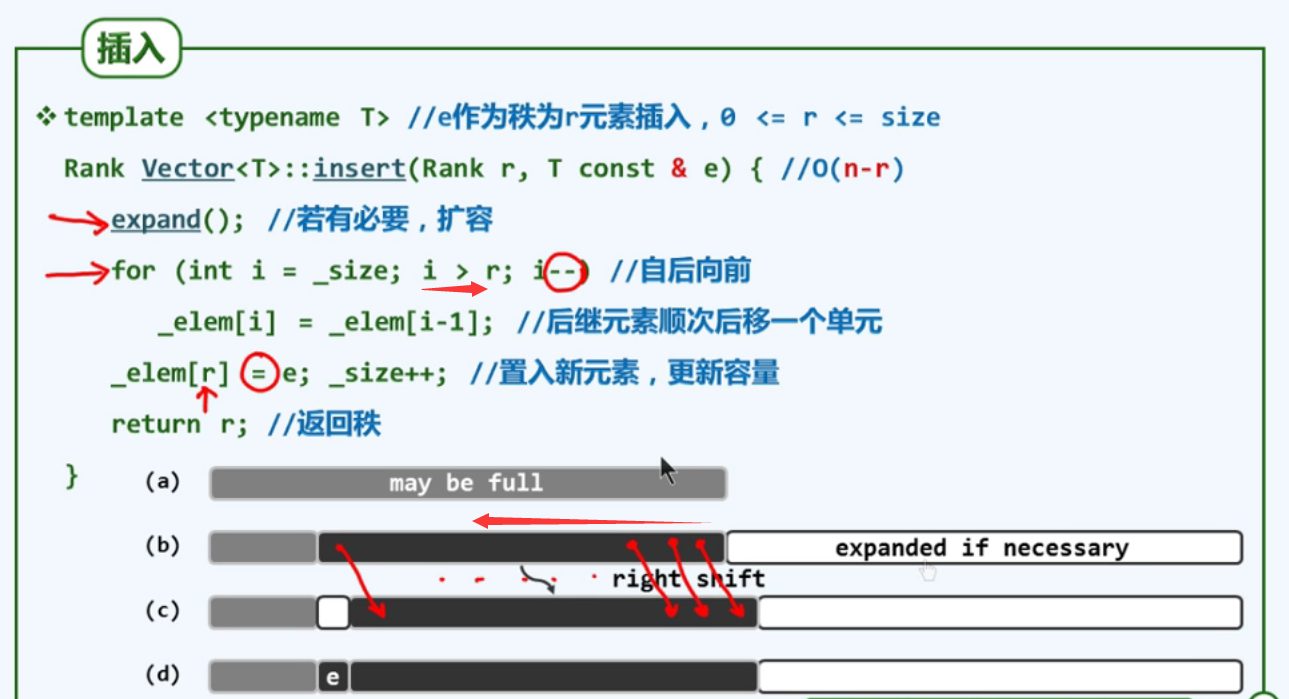 插入
❖ template <typename T> //e作为秩为r元素插入，0 <= r <= size
Rank Vector<T>::insert(Rank r, T const & e) { //O(n-r)
expand(); //若有必要，扩容
for (int i = _size; i > r; i--) //自后向前
_elem[i] = _elem[i-1]; //后继元素顺次后移一个单元
_elem[r] = e; _size++; //置入新元素，更新容量
return r; //返回秩
}
(a) may be full
(b) expanded if necessary
right shift
(c)
(d) e